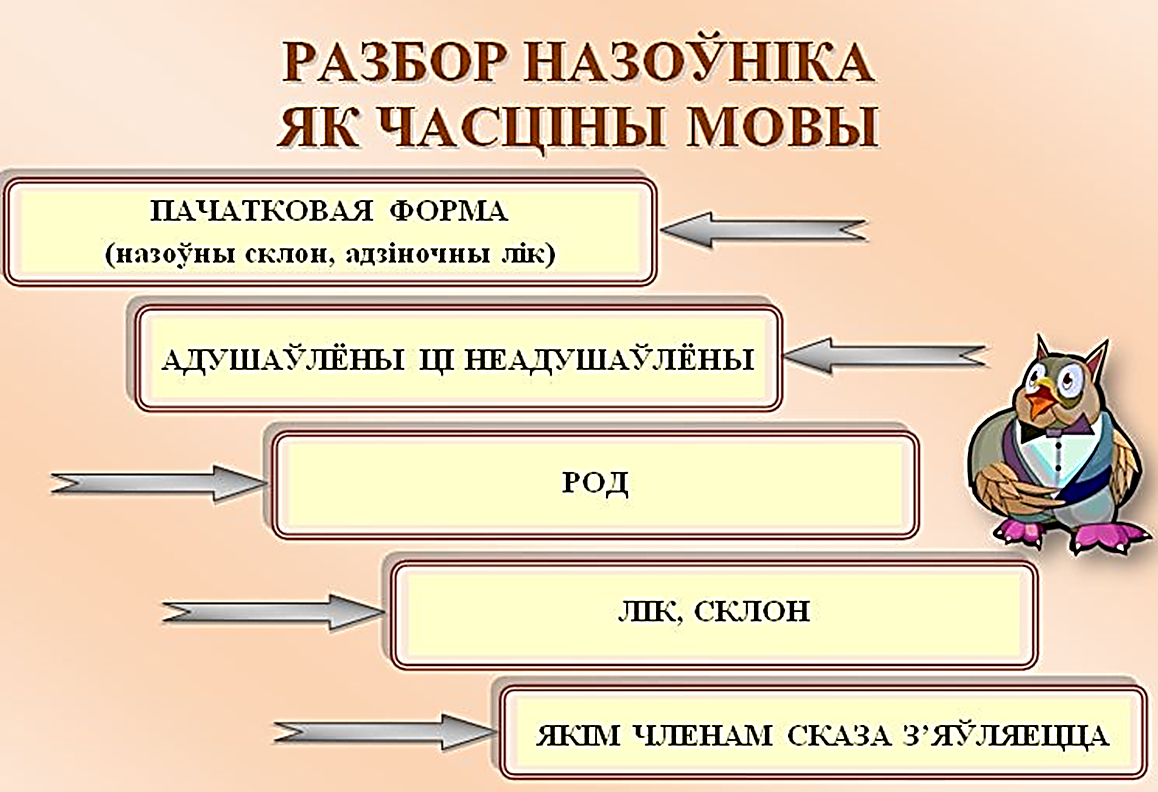 РАЗБОР НАЗОЎНІКА
ЯК ЧАСЦІНЫ МОВЫ
ПАЧАТКОВАЯ ФОРМА
(назоўны склон, адзіночны лік)
АДУШАЎЛЁНЫ ЦІ НЕАДУШАЎЛЁНЫ
РОД
ЛІК, СКЛОН
ЯКІМ ЧЛЕНАМ СКАЗА З’ЯЎЛЯЕЦЦА